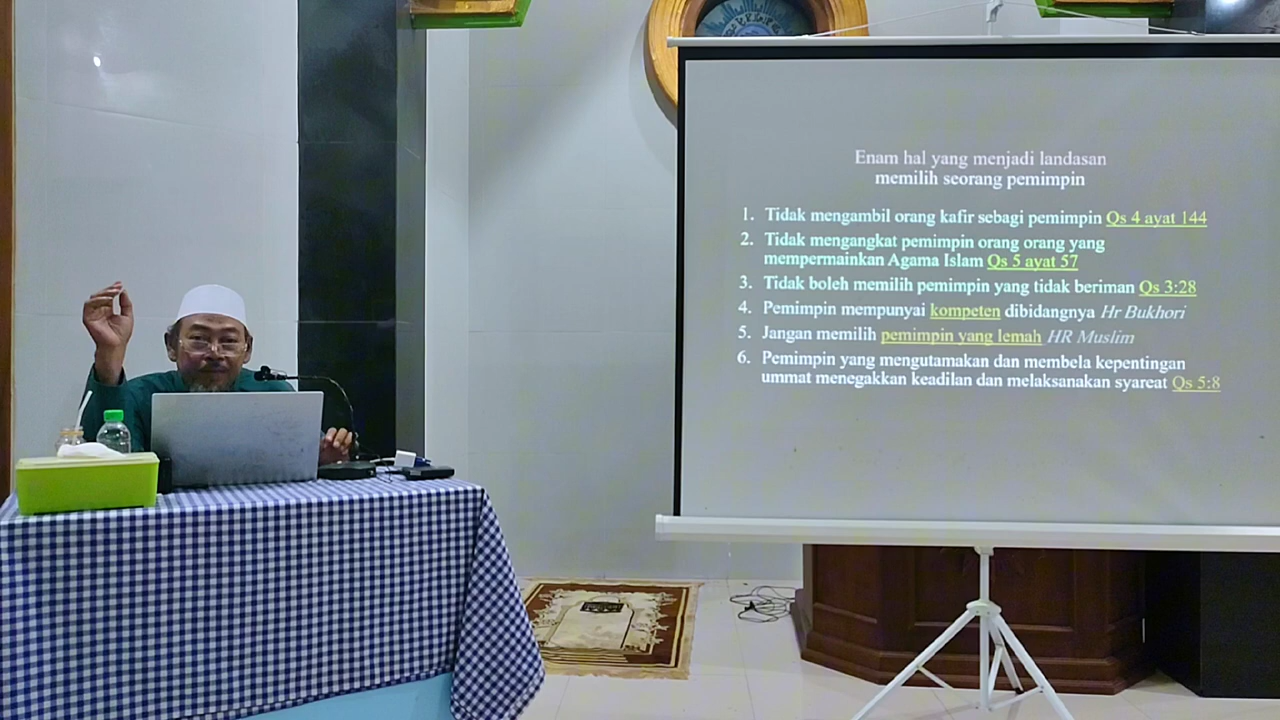 Enam hal yang menjadi landasan
memilih seorang pemimpin
1. Tidak mengambil orang kafir sebagi pemimpin Qs 4 ayat 144
2. Tidak mengangkat pemimpin orang orang yang
mempermainkan Agama Islam Qs 5 ayat 57
3. Tidak boleh memilih pemimpin yang tidak beriman Qs 3:28
4. Pemimpin mempunyai kompeten dibidangnya Hr Bukhori
5. Jangan memilih pemimpin yang lemah HR Muslim
6. Pemimpin yang mengutamakan dan membela kepentingan
ummat menegakkan keadilan dan melaksanakan syareat Qs 5:8